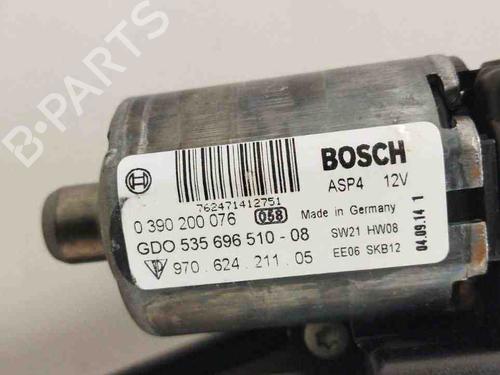 BOSCH
ASP4 12V
762471412751
0 390 200 076 058 Made in Germany
GDO 535 696 510 - 08 SW21 HW08
970.624.211.05 EE06 SKB12
04.09.14 1
B-PARTS